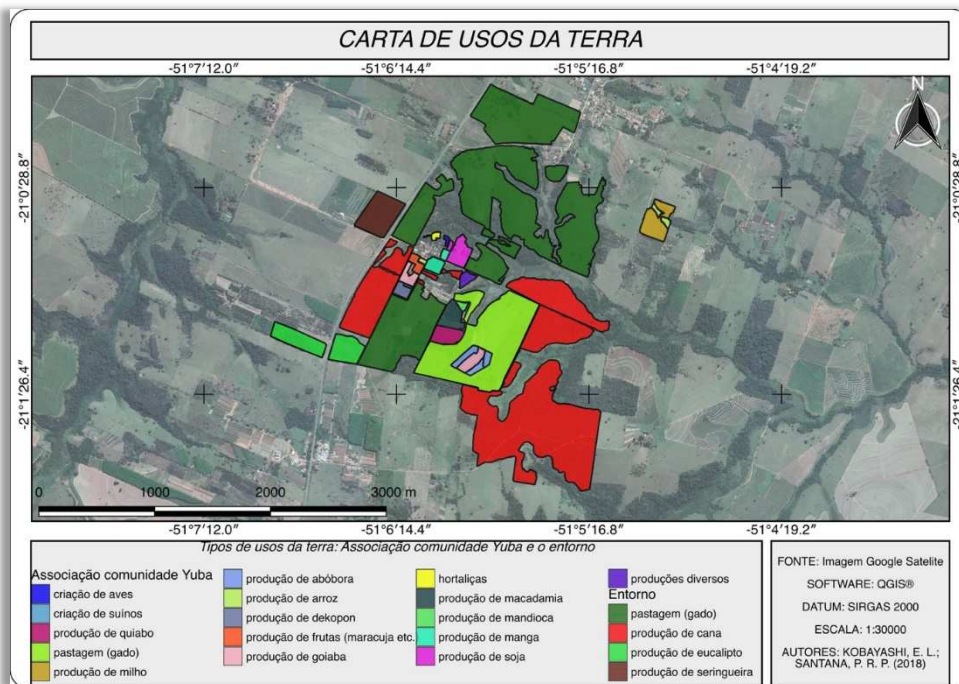 CARTA DE USOS DA TERRA
-51°7'12.0″ -51°6'14.4″ -51°5'16.8″ -51°4'19.2″
N
-21°0'28.8″ -21°0'28.8″
-21°1'26.4″ -21°1'26.4″
0 1000 2000 3000 m
-51°7'12.0″ -51°6'14.4″ -51°5'16.8″ -51°4'19.2″
Tipos de usos da terra: Associação comunidade Yuba e o entorno
Associação comunidade Yuba
criação de aves
criação de suínos
produção de quiabo
pastagem (gado)
produção de milho
produção de abóbora
produção de arroz
produção de dekopon
produção de frutas (maracuja etc.)
produção de goiaba
hortaliças
produção de macadamia
produção de mandioca
produção de manga
produção de soja
produções diversos
Entorno
pastagem (gado)
produção de cana
produção de eucalipto
produção de seringueira
FONTE: Imagem Google Satelite
SOFTWARE: QGIS®
DATUM: SIRGAS 2000
ESCALA: 1:30000
AUTORES: KOBAYASHI, E. L.;
SANTANA, P. R. P. (2018)